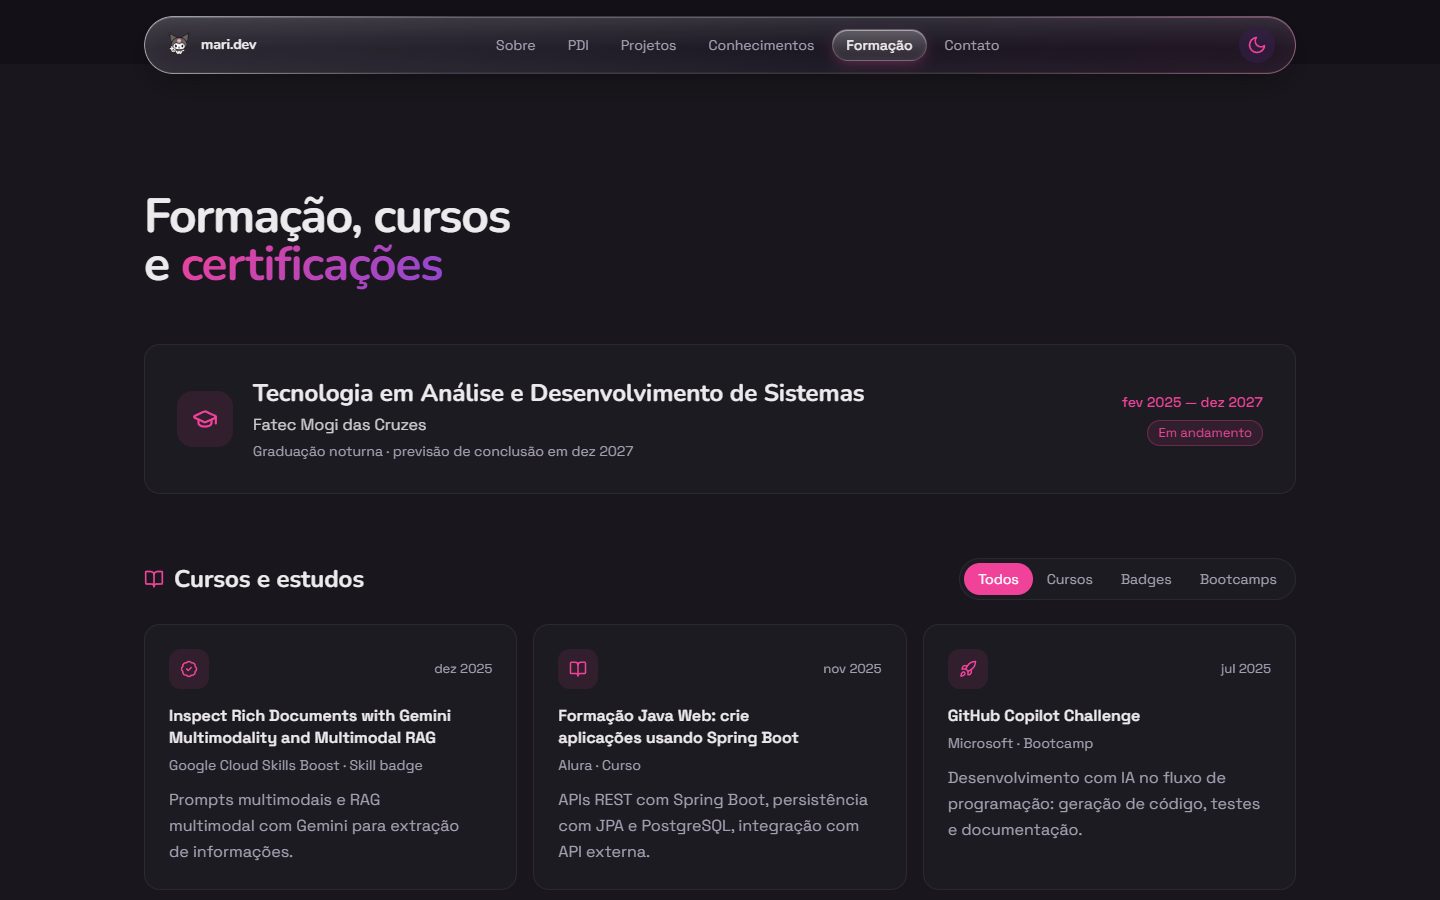 mari.dev
Sobre
PDI
Projetos
Conhecimentos
Formação
Contato
Formação, cursos
e certificações
Tecnologia em Análise e Desenvolvimento de Sistemas
Fatec Mogi das Cruzes
Graduação noturna · previsão de conclusão em dez 2027
fev 2025 — dez 2027
Em andamento
Cursos e estudos
Todos
Cursos
Badges
Bootcamps
dez 2025
Inspect Rich Documents with Gemini
Multimodality and Multimodal RAG
Google Cloud Skills Boost · Skill badge
Prompts multimodais e RAG
multimodal com Gemini para extração
de informações.
nov 2025
Formação Java Web: crie
aplicações usando Spring Boot
Alura · Curso
APIs REST com Spring Boot, persistência
com JPA e PostgreSQL, integração com
API externa.
jul 2025
GitHub Copilot Challenge
Microsoft · Bootcamp
Desenvolvimento com IA no fluxo de
programação: geração de código, testes
e documentação.